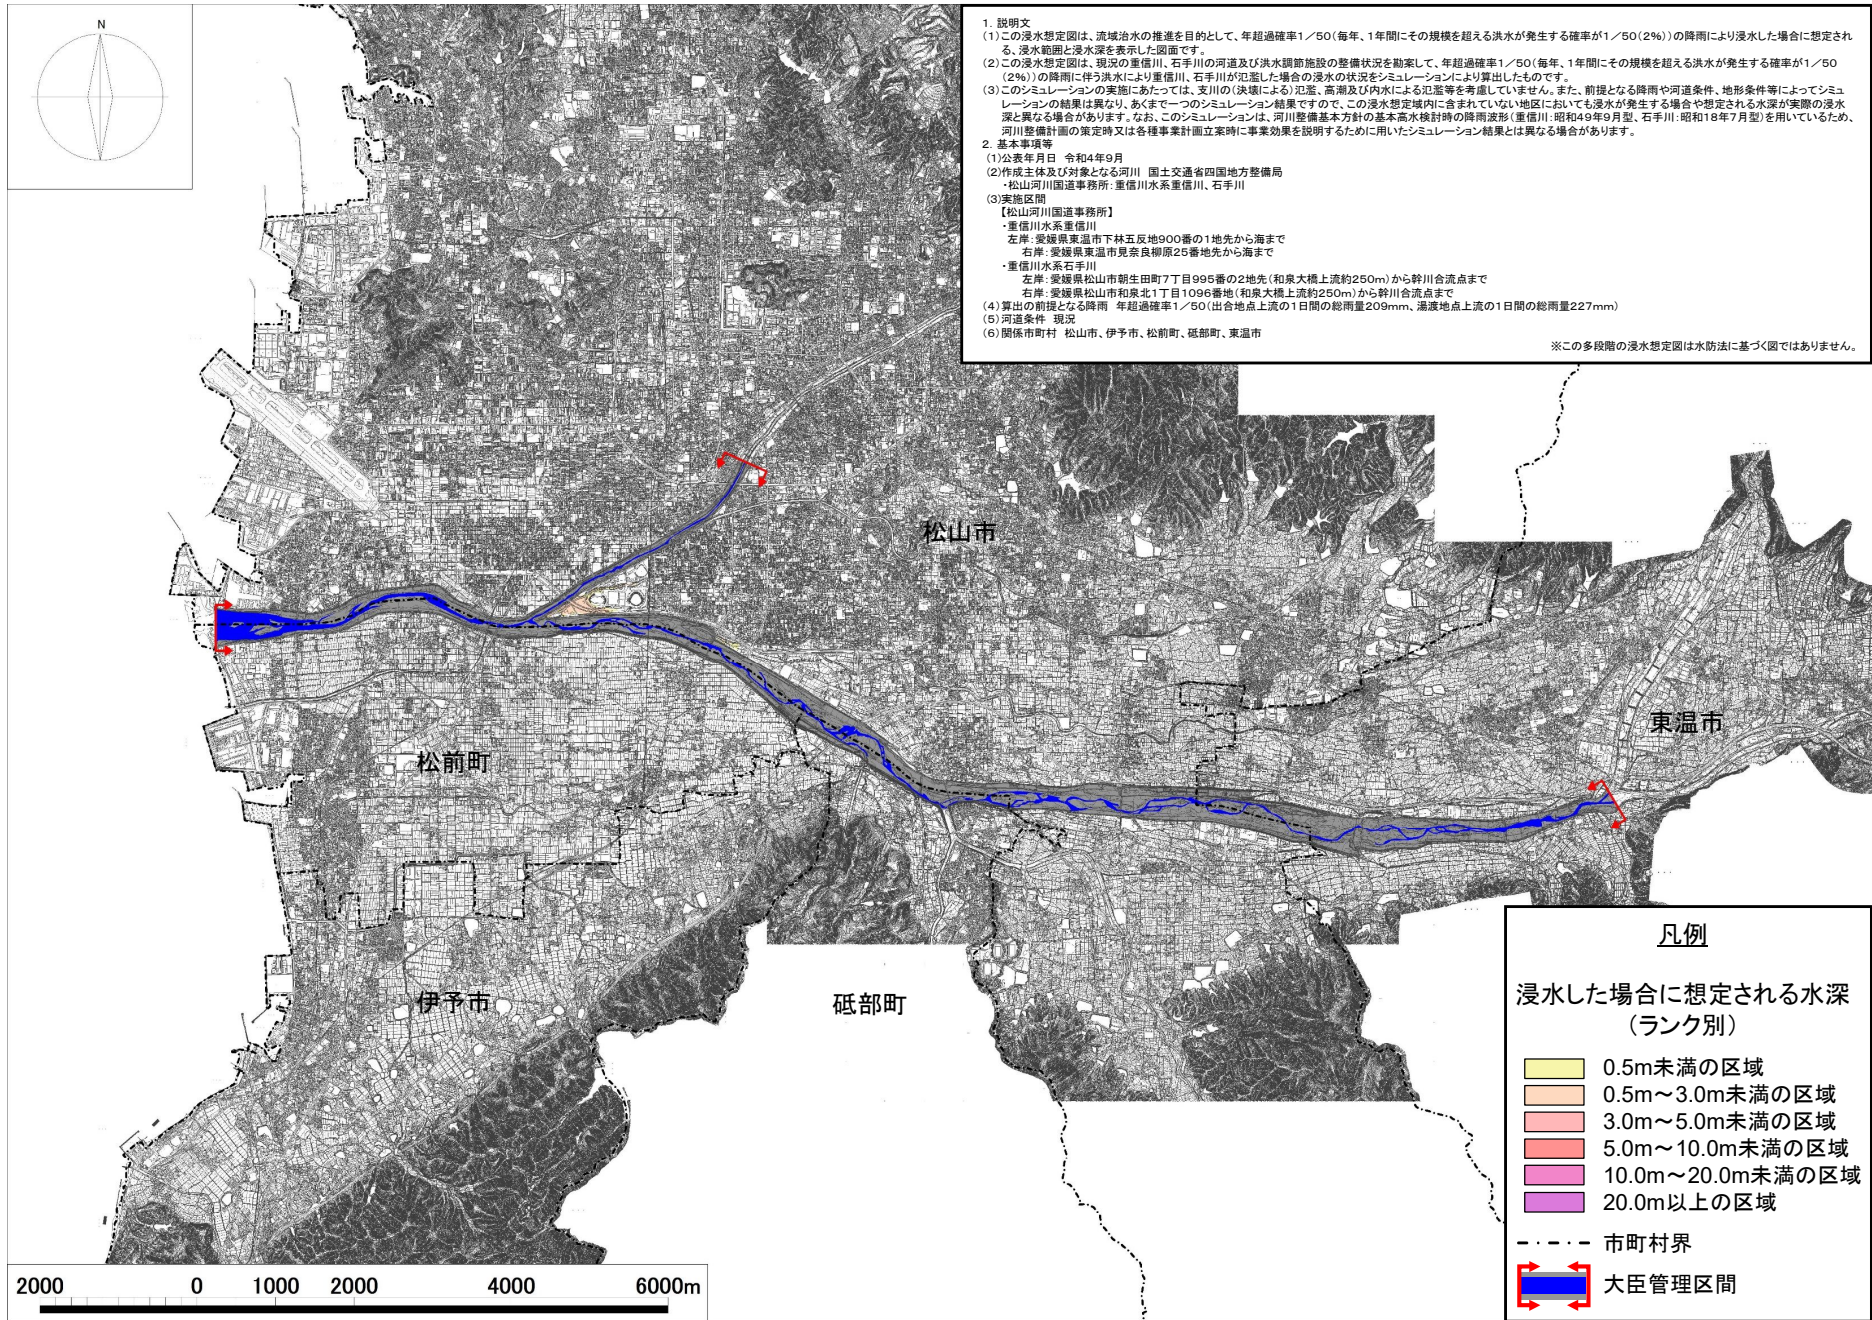 N
1. 説明文
(1)この浸水想定図は、流域治水の推進を目的として、年超過確率1／50(毎年、1年間にその規模を超える洪水が発生する確率が1／50(2%))の降雨により浸水した場合に想定され
る、浸水範囲と浸水深を表示した図面です。
(2)この浸水想定図は、現況の重信川、石手川の河道及び洪水調節施設の整備状況を勘案して、年超過確率1／50(毎年、1年間にその規模を超える洪水が発生する確率が1／50
(2%))の降雨に伴う洪水により重信川、石手川が氾濫した場合の浸水の状況をシミュレーションにより算出したものです。
(3)このシミュレーションの実施にあたっては、支川の(決壊による)氾濫、高潮及び内水による氾濫等を考慮していません。また、前提となる降雨や河道条件、地形条件等によってシミュ
レーションの結果は異なり、あくまで一つのシミュレーション結果ですので、この浸水想定域内に含まれていない地区においても浸水が発生する場合や想定される水深が実際の浸水
深と異なる場合があります。なお、このシミュレーションは、河川整備基本方針の基本高水検討時の降雨波形(重信川:昭和49年9月型、石手川:昭和18年7月型)を用いているため、
河川整備計画の策定時又は各種事業計画立案時に事業効果を説明するために用いたシミュレーション結果とは異なる場合があります。
2. 基本事項等
(1)公表年月日 令和4年9月
(2)作成主体及び対象となる河川 国土交通省四国地方整備局
・松山河川国道事務所:重信川水系重信川、石手川
(3)実施区間
【松山河川国道事務所】
・重信川水系重信川
左岸:愛媛県東温市下林五反地900番の1地先から海まで
右岸:愛媛県東温市見奈良柳原25番地先から海まで
・重信川水系石手川
左岸:愛媛県松山市朝生田町7丁目995番の2地先(和泉大橋上流約250m)から幹川合流点まで
右岸:愛媛県松山市和泉北1丁目1096番地(和泉大橋上流約250m)から幹川合流点まで
(4)算出の前提となる降雨 年超過確率1／50(出合地点上流の1日間の総雨量209mm、湯渡地点上流の1日間の総雨量227mm)
(5)河道条件 現況
(6)関係市町村 松山市、伊予市、松前町、砥部町、東温市
※この多段階の浸水想定図は水防法に基づく図ではありません。
松山市
東温市
松前町
伊予市
砥部町
凡例
浸水した場合に想定される水深
(ランク別)
0.5m未満の区域
0.5m～3.0m未満の区域
3.0m～5.0m未満の区域
5.0m～10.0m未満の区域
10.0m～20.0m未満の区域
20.0m以上の区域
市町村界
大臣管理区間
2000 0 1000 2000 4000 6000m